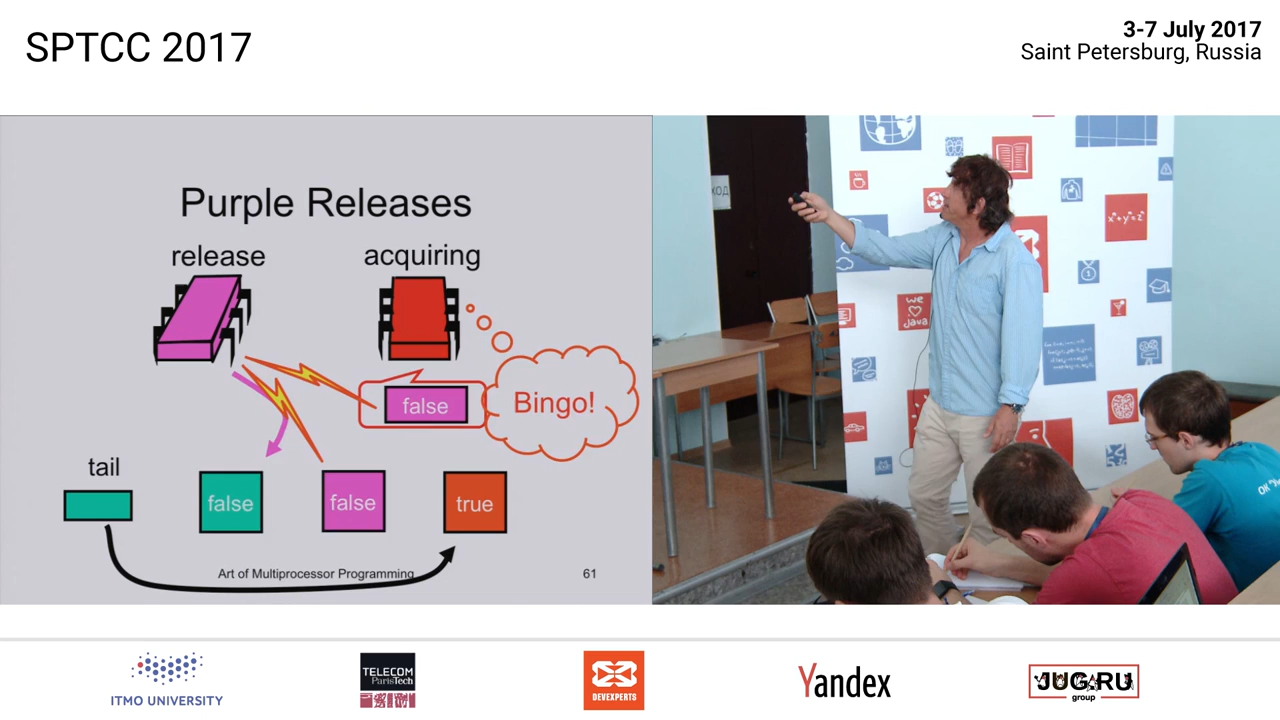 SPTCC 2017
3-7 July 2017
Saint Petersburg, Russia
Purple Releases
release
acquiring
false
Bingo!
tail
false
false
true
Art of Multiprocessor Programming
61
we
java
x^n+y^n=z^n
ITMO UNIVERSITY
TELECOM
ParisTech
DEVEXPERTS
Yandex
JUG.RU
group